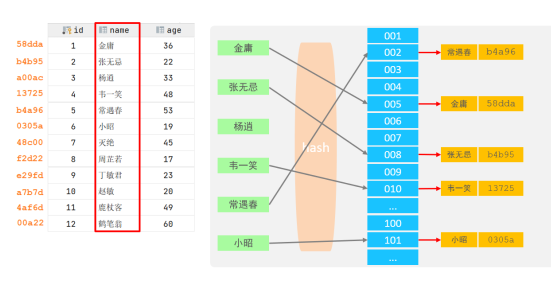 id name age
58dda 1 金庸 36
b4b95 2 张无忌 22
a00ac 3 杨逍 33
13725 4 韦一笑 48
b4a96 5 常遇春 53
0305a 6 小昭 19
48c00 7 灭绝 45
f2d22 8 周芷若 17
e29fd 9 丁敏君 23
a7b7d 10 赵敏 20
4af6d 11 鹿杖客 49
00a22 12 鹤笔翁 60
金庸
张无忌
杨逍
韦一笑
常遇春
小昭
hash
001
002
003
004
005
006
007
008
009
010
...
100
101
...
常遇春 b4a96
金庸 58dda
张无忌 b4b95
韦一笑 13725
小昭 0305a